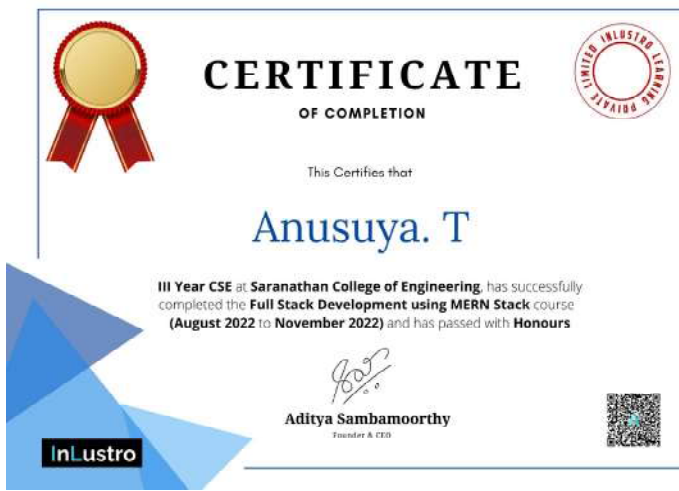 CERTIFICATE
OF COMPLETION
INLUSTRO LEARNING PRIVATE LIMITED
This Certifies that
Anusuya. T
III Year CSE at Saranathan College of Engineering, has successfully
completed the Full Stack Development using MERN Stack course
(August 2022 to November 2022) and has passed with Honours
Aditya Sambamoorthy
Founder & CEO
InLustro